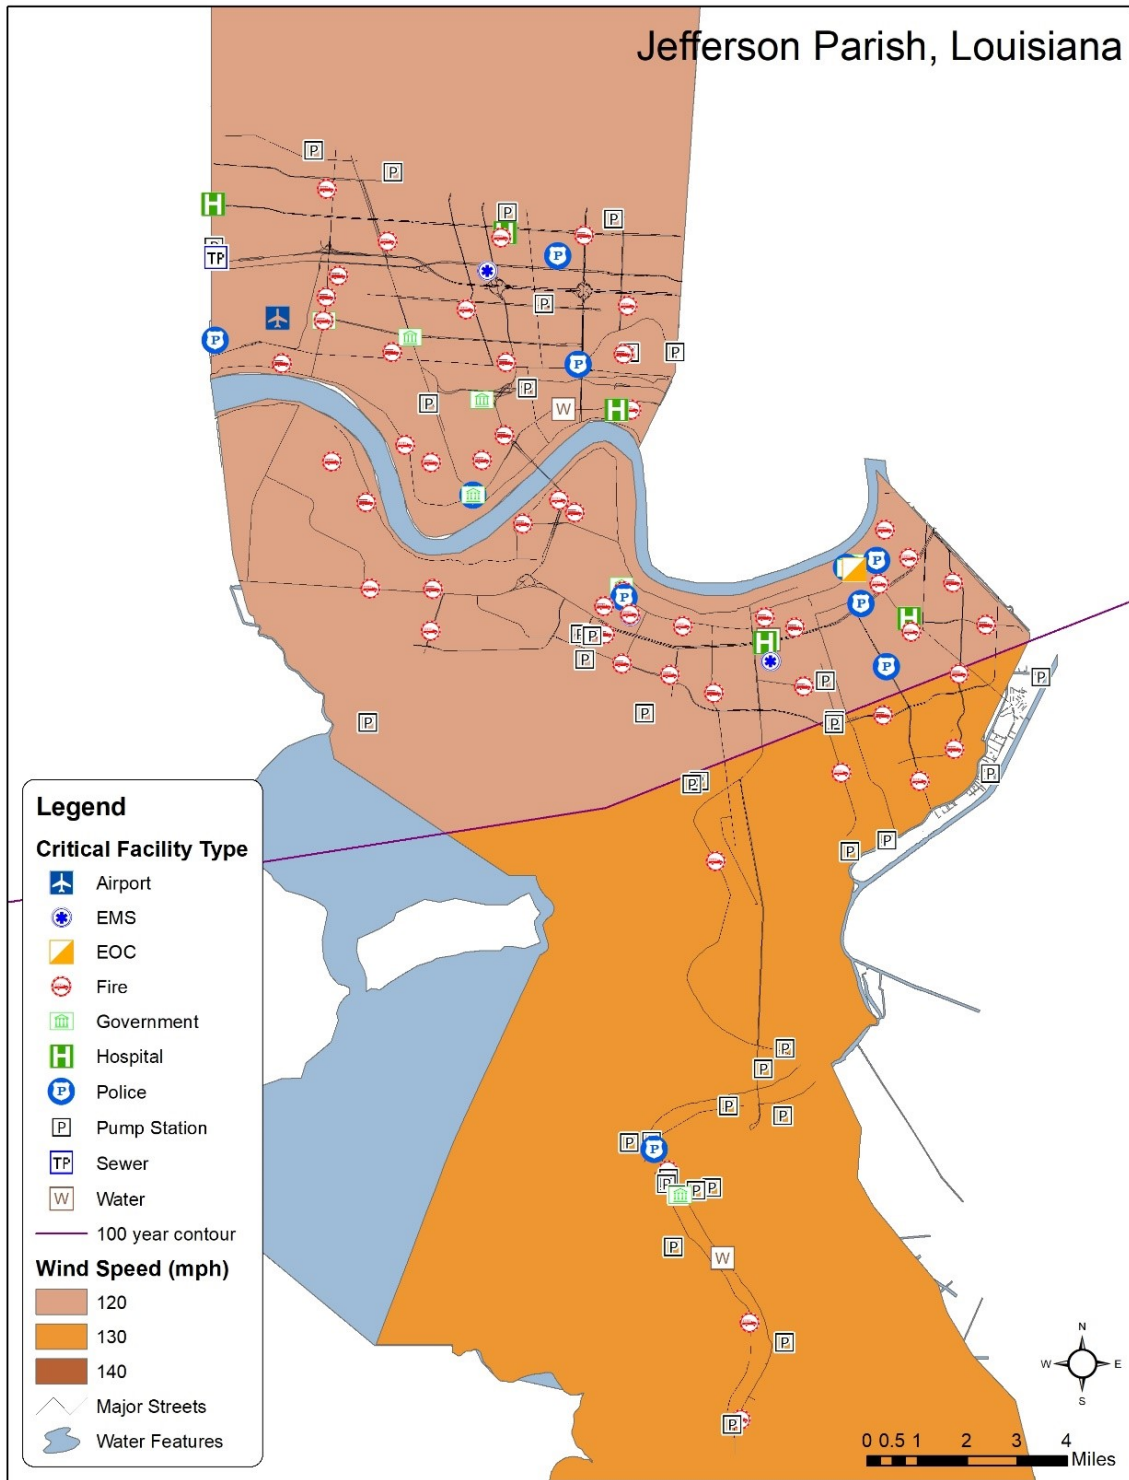 Jefferson Parish, Louisiana
Legend
Critical Facility Type
Airport
EMS
EOC
Fire
Government
H Hospital
P Police
P Pump Station
TP Sewer
W Water
100 year contour
Wind Speed (mph)
120
130
140
Major Streets
Water Features
N
W E
S
0 0.5 1 2 3 4
Miles